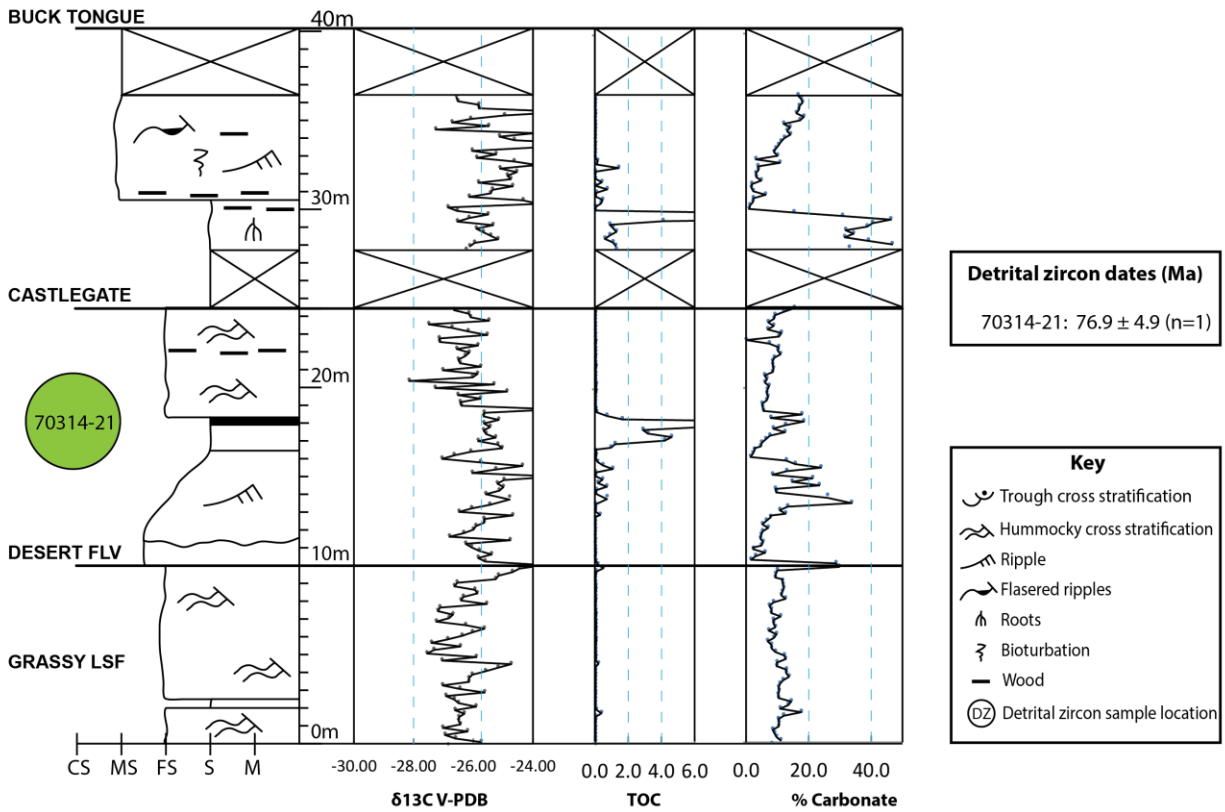 BUCK TONGUE
40m
30m
CASTLEGATE
20m
70314-21
DESERT FLV
10m
GRASSY LSF
0m
CS MS FS S M
-30.00 -28.00 -26.00 -24.00
0.0 2.0 4.0 6.0
0.0 20.0 40.0
δ13C V-PDB
TOC
% Carbonate
Detrital zircon dates (Ma)
70314-21: 76.9 ± 4.9 (n=1)
Key
Trough cross stratification
Hummocky cross stratification
Ripple
Flasered ripples
Roots
Bioturbation
Wood
DZ Detrital zircon sample location